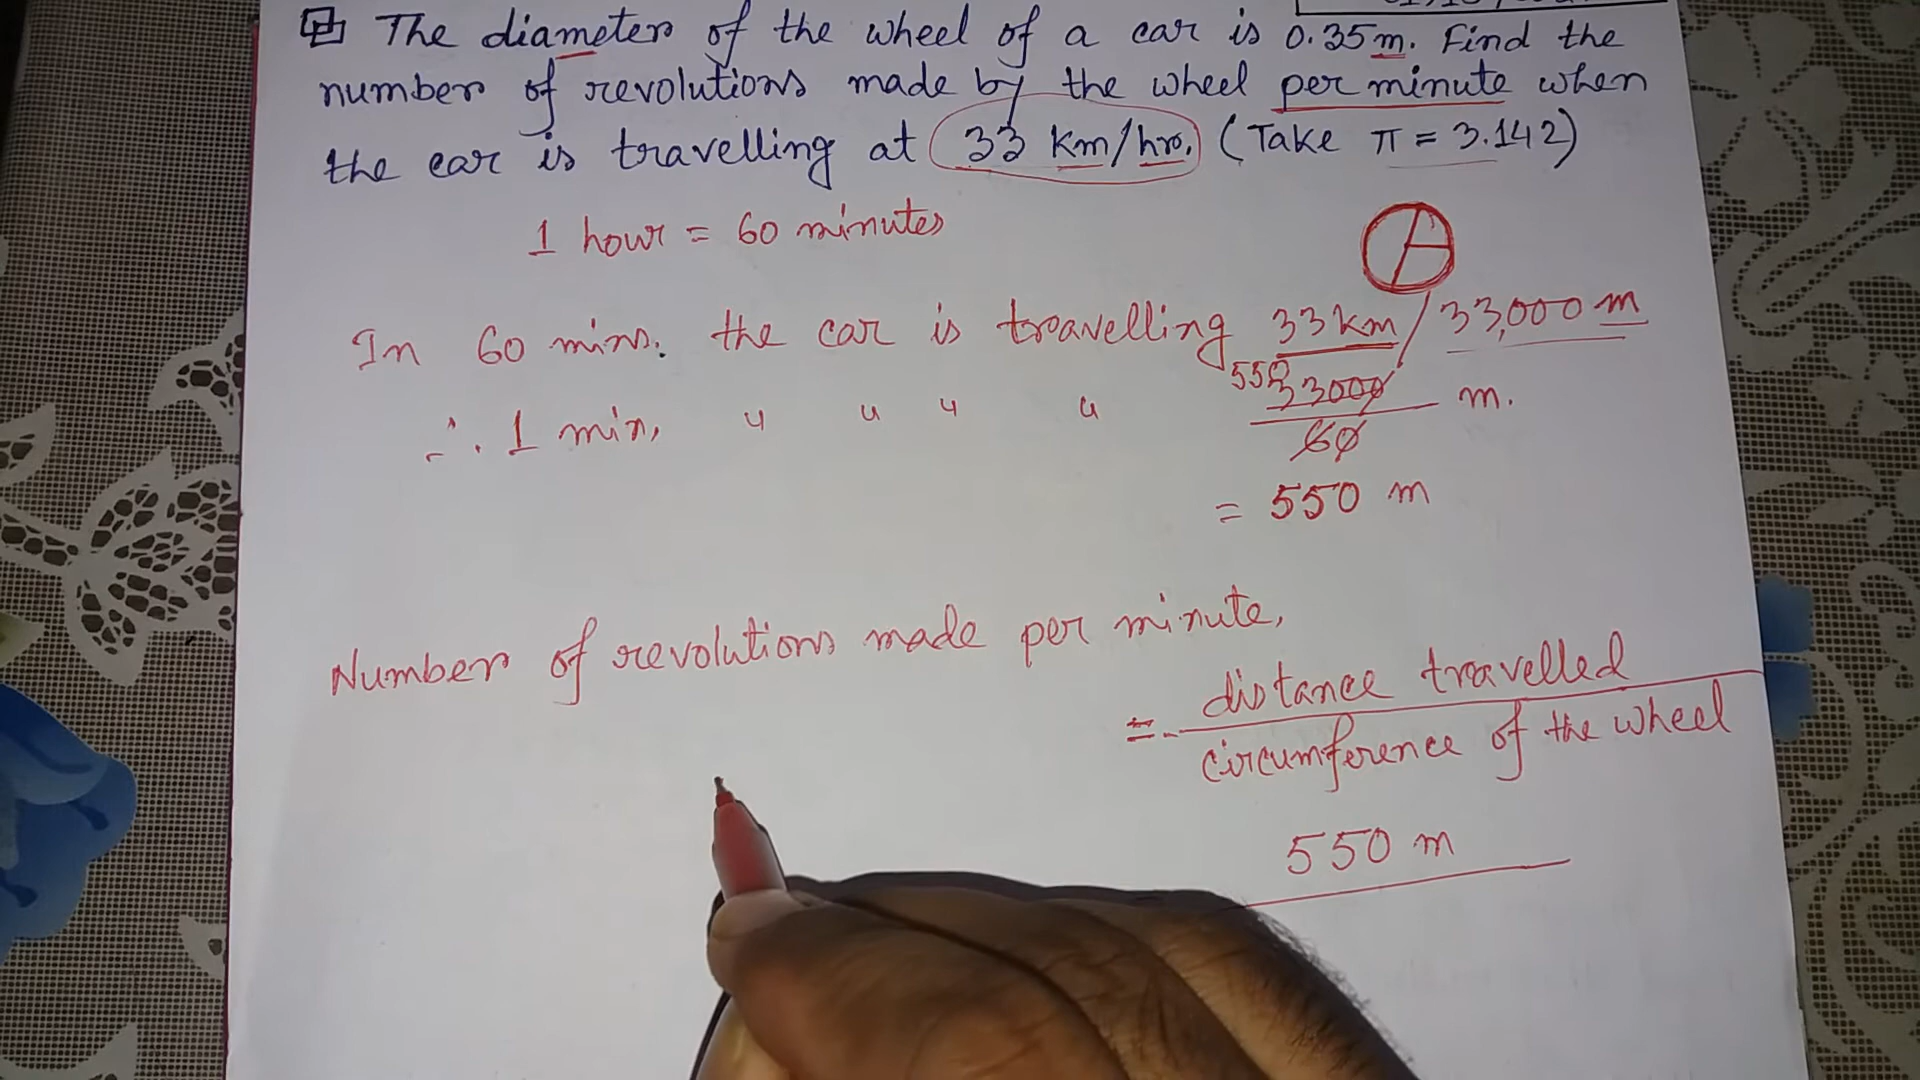 The diameter of the wheel of a car is 0.35m. Find the
number of revolutions made by the wheel per minute when
the car is travelling at 33 km/hr. (Take π = 3.142)
1 hour = 60 minutes
In 60 mins. the car is travelling 33 km / 33,000 m
∴ 1 min, " " " " 550 33000/60 m.
= 550 m
Number of revolutions made per minute,
= distance travelled
circumference of the wheel
550 m